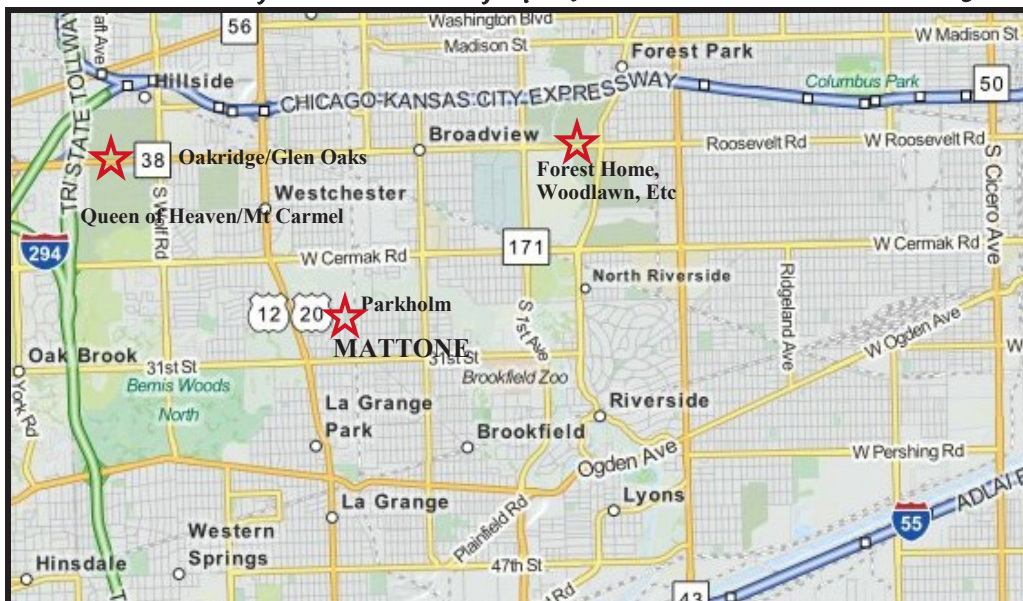 Washington Blvd
Madison St
W Madison St
56
Forest Park
Hillside
CHICAGO-KANSAS CITY EXPRESSWAY
Columbus Park
50
TRI STATE TOLLWAY
Broadview
Roosevelt Rd
W Roosevelt Rd
38
Oakridge/Glen Oaks
Forest Home,
Woodlawn, Etc
S Wolf Rd
Westchester
S Cicero Ave
Queen of Heaven/Mt Carmel
294
W Cermak Rd
171
W Cermak Rd
North Riverside
Ridgeland Ave
12
20
Parkholm
S 1st Ave
MATTONE
W Ogden Ave
Oak Brook
31st St
31st St
Bemis Woods
North
Brookfield Zoo
York Rd
La Grange
Park
Riverside
Brookfield
Ogden Ave
W Pershing Rd
La Grange
Lyons
Plainfield Rd
55
Western
Springs
47th St
Hinsdale
43